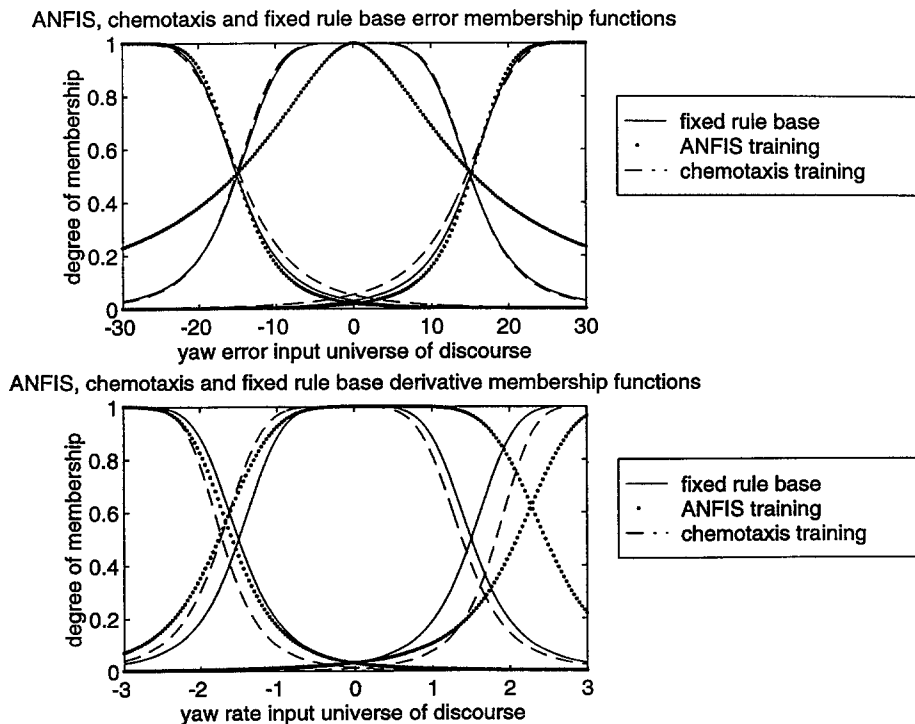 ANFIS, chemotaxis and fixed rule base error membership functions
degree of membership
1
0.8
0.6
0.4
0.2
0
-30
-20
-10
0
10
20
30
yaw error input universe of discourse
fixed rule base
ANFIS training
chemotaxis training
ANFIS, chemotaxis and fixed rule base derivative membership functions
degree of membership
1
0.8
0.6
0.4
0.2
0
-3
-2
-1
0
1
2
3
yaw rate input universe of discourse
fixed rule base
ANFIS training
chemotaxis training